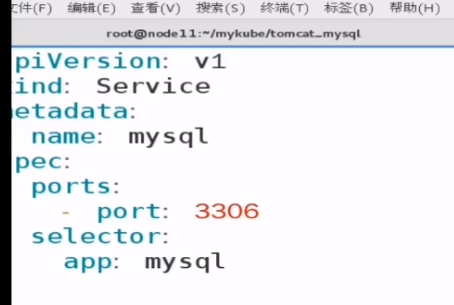 文件(F) 编辑(E) 查看(V) 搜索(S) 终端(T) 标签(B) 帮助(H)
root@node11:~/mykube/tomcat_mysql
piVersion: v1
ind: Service
etadata:
name: mysql
pec:
ports:
- port: 3306
selector:
app: mysql